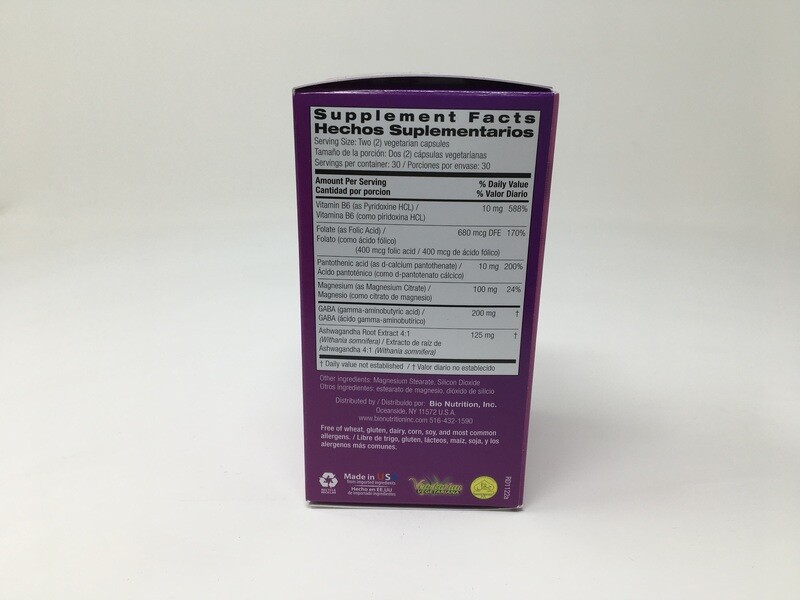 Supplement Facts
Hechos Suplementarios
Serving Size: Two (2) vegetarian capsules
Tamaño de la porción: Dos (2) cápsulas vegetarianas
Servings per container: 30 / Porciones por envase: 30
Amount Per Serving % Daily Value
Cantidad por porcion % Valor Diario
Vitamin B6 (as Pyridoxine HCL) / 10 mg 588%
Vitamina B6 (como piridoxina HCL)
Folate (as Folic Acid) / 680 mcg DFE 170%
Folato (como ácido fólico)
(400 mcg folic acid / 400 mcg de ácido fólico)
Pantothenic acid (as d-calcium pantothenate) / 10 mg 200%
Ácido pantoténico (como d-pantotenato cálcico)
Magnesium (as Magnesium Citrate) / 100 mg 24%
Magnesio (como citrato de magnesio)
GABA (gamma-aminobutyric acid) / 200 mg †
GABA (ácido gamma-aminobutírico)
Ashwagandha Root Extract 4:1 125 mg †
(Withania somnifera) / Extracto de raíz de
Ashwagandha 4:1 (Withania somnifera)
† Daily value not established / † Valor diario no establecido
Other ingredients: Magnesium Stearate, Silicon Dioxide
Otros ingredientes: estearato de magnesio, dióxido de silicio
Distributed by / Distribuido por: Bio Nutrition, Inc.
Oceanside, NY 11572 U.S.A.
www.bionutritioninc.com 516-432-1590
Free of wheat, gluten, dairy, corn, soy, and most common
allergens. / Libre de trigo, gluten, lácteos, maíz, soja, y los
alergenos más comunes.
Made in USA
from imported ingredients
Hecho en EE.UU
de importado ingredientes
RECYCLE
RECICLAR
Vegetarian
VEGETARIANA
R01122a